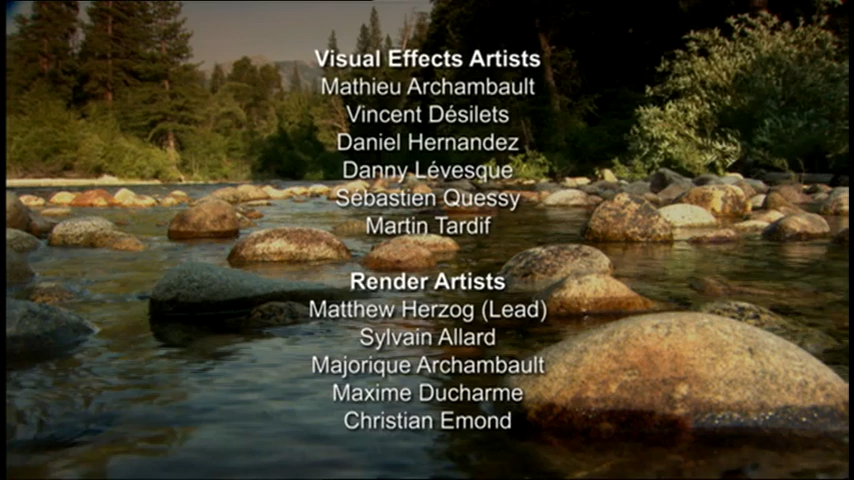 Visual Effects Artists
Mathieu Archambault
Vincent Désilets
Daniel Hernandez
Danny Lévesque
Sebastien Quessy
Martin Tardif
Render Artists
Matthew Herzog (Lead)
Sylvain Allard
Majorique Archambault
Maxime Ducharme
Christian Emond